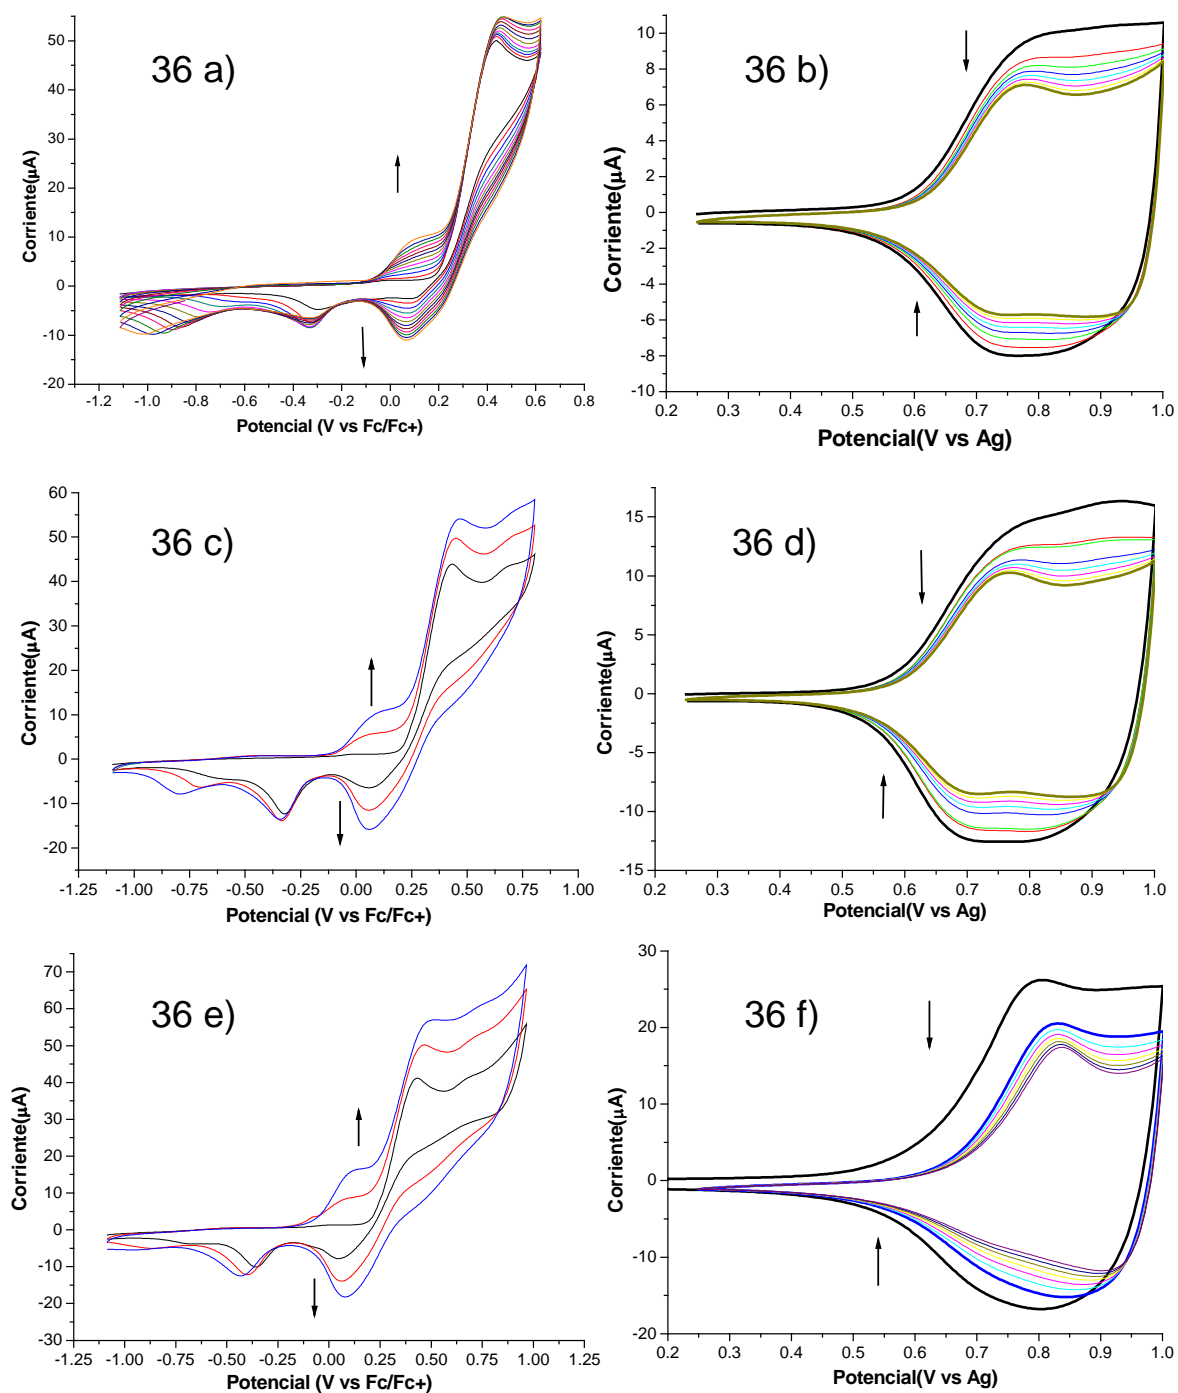 36 a)
Corriente(µA)
50
40
30
20
10
0
-10
-20
-1.2 -1.0 -0.8 -0.6 -0.4 -0.2 0.0 0.2 0.4 0.6 0.8
Potencial (V vs Fc/Fc+)
36 b)
Corriente(µA)
10
8
6
4
2
0
-2
-4
-6
-8
-10
0.2 0.3 0.4 0.5 0.6 0.7 0.8 0.9 1.0
Potencial(V vs Ag)
36 c)
Corriente(µA)
60
50
40
30
20
10
0
-10
-20
-1.25 -1.00 -0.75 -0.50 -0.25 0.00 0.25 0.50 0.75 1.00
Potencial (V vs Fc/Fc+)
36 d)
Corriente(µA)
15
10
5
0
-5
-10
-15
0.2 0.3 0.4 0.5 0.6 0.7 0.8 0.9 1.0
Potencial(V vs Ag)
36 e)
Corriente(µA)
70
60
50
40
30
20
10
0
-10
-20
-30
-1.25 -1.00 -0.75 -0.50 -0.25 0.00 0.25 0.50 0.75 1.00 1.25
Potencial (V vs Fc/Fc+)
36 f)
Corriente(µA)
30
20
10
0
-10
-20
0.2 0.3 0.4 0.5 0.6 0.7 0.8 0.9 1.0
Potencial(V vs Ag)